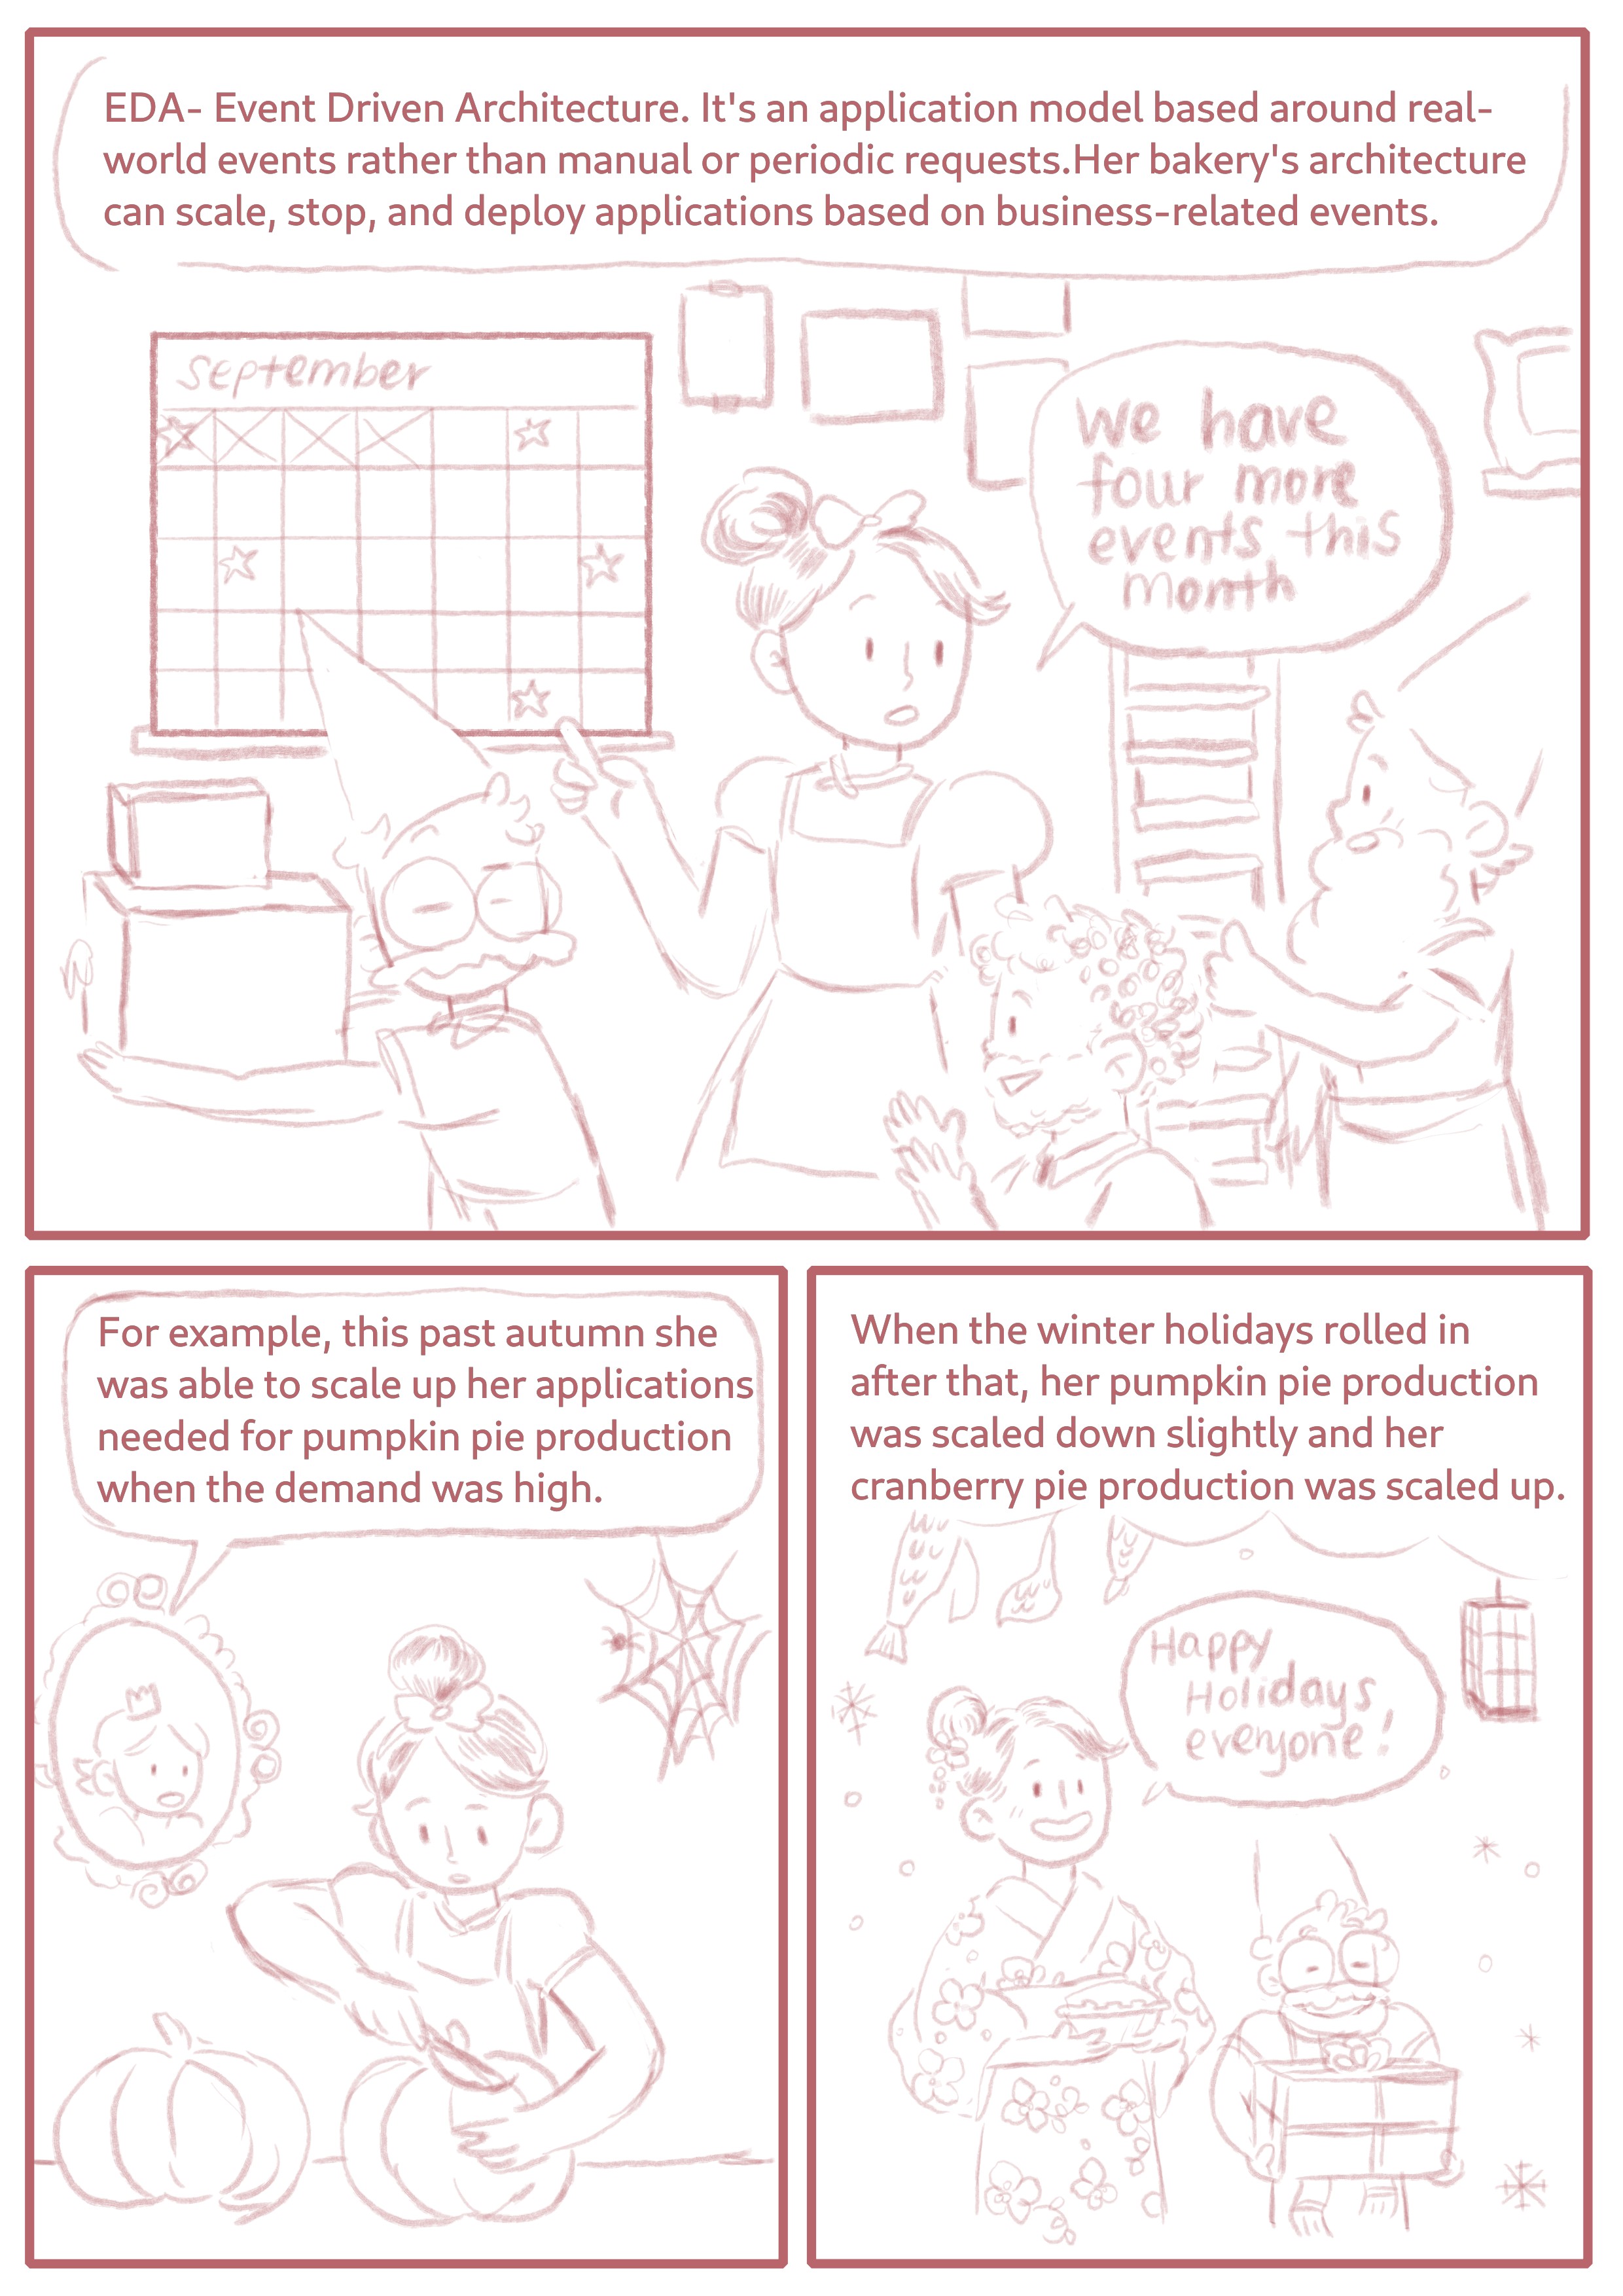 EDA- Event Driven Architecture. It's an application model based around real-
world events rather than manual or periodic requests.Her bakery's architecture
can scale, stop, and deploy applications based on business-related events.
September
We have
four more
events this
month
For example, this past autumn she
was able to scale up her applications
needed for pumpkin pie production
when the demand was high.
When the winter holidays rolled in
after that, her pumpkin pie production
was scaled down slightly and her
cranberry pie production was scaled up.
Happy
Holidays
everyone!